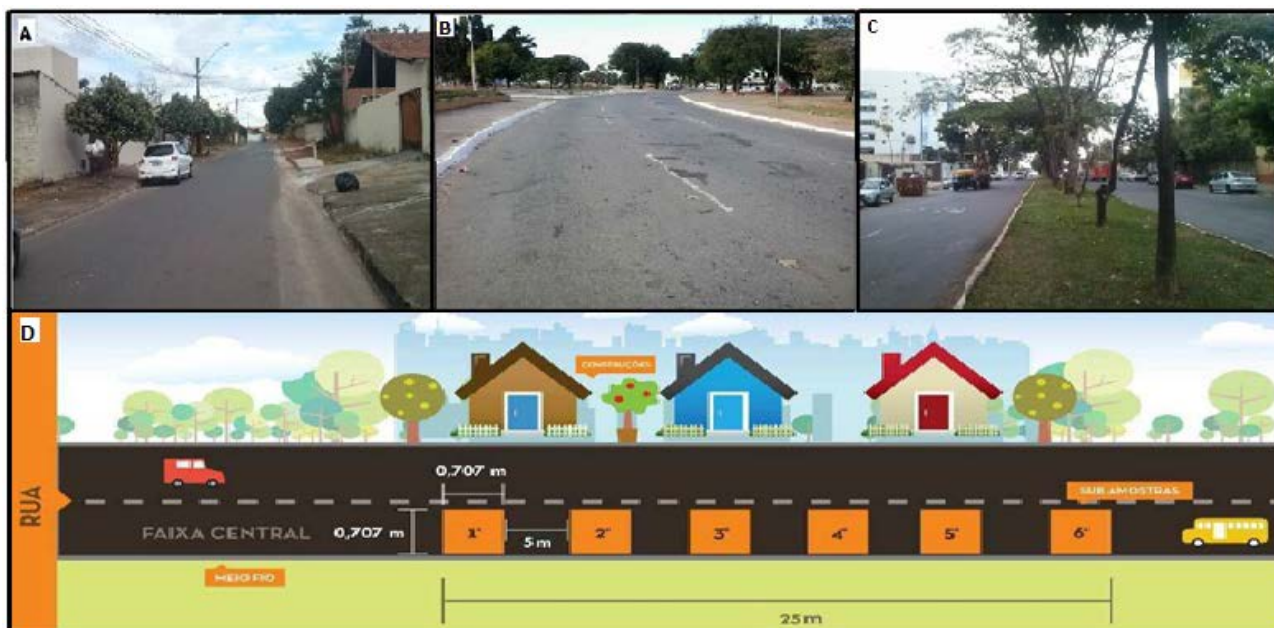 A
B
C
D
CONSTRUÇÕES
0,707 m
SUB AMOSTRAS
RUA
FAIXA CENTRAL
0,707 m
1ª
2ª
3ª
4ª
5ª
6ª
5 m
MEIO FIO
25 m